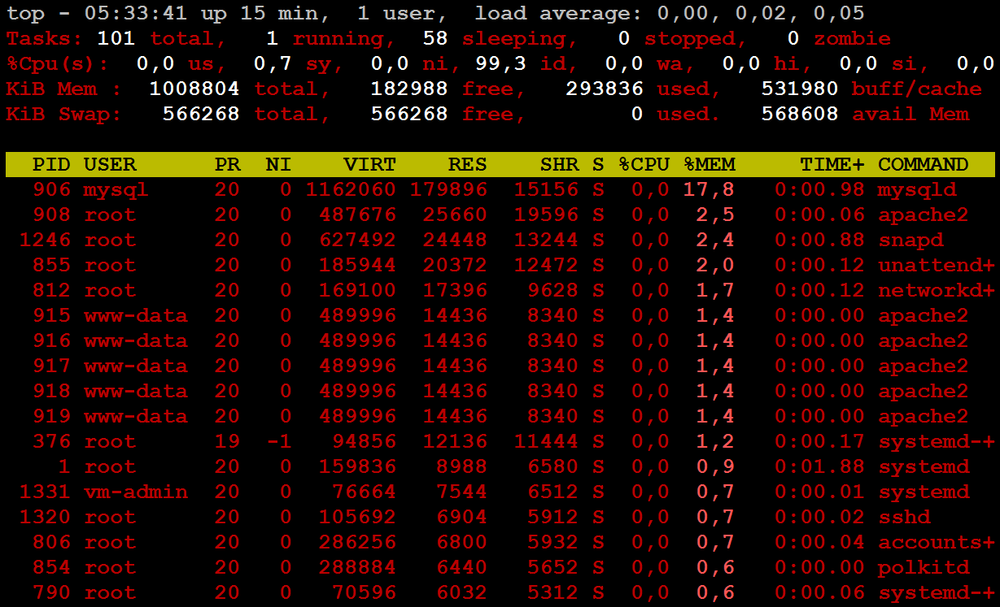 top - 05:33:41 up 15 min,  1 user,  load average: 0,00, 0,02, 0,05
Tasks: 101 total,   1 running,  58 sleeping,   0 stopped,   0 zombie
%Cpu(s):  0,0 us,  0,7 sy,  0,0 ni, 99,3 id,  0,0 wa,  0,0 hi,  0,0 si,  0,0
KiB Mem :  1008804 total,   182988 free,   293836 used,   531980 buff/cache
KiB Swap:   566268 total,   566268 free,        0 used.   568608 avail Mem
  PID USER      PR  NI    VIRT    RES    SHR S %CPU %MEM     TIME+ COMMAND
  906 mysql     20   0 1162060 179896  15156 S  0,0 17,8   0:00.98 mysqld
  908 root      20   0  487676  25660  19596 S  0,0  2,5   0:00.06 apache2
 1246 root      20   0  627492  24448  13244 S  0,0  2,4   0:00.88 snapd
  855 root      20   0  185944  20372  12472 S  0,0  2,0   0:00.12 unattend+
  812 root      20   0  169100  17396   9628 S  0,0  1,7   0:00.12 networkd+
  915 www-data  20   0  489996  14436   8340 S  0,0  1,4   0:00.00 apache2
  916 www-data  20   0  489996  14436   8340 S  0,0  1,4   0:00.00 apache2
  917 www-data  20   0  489996  14436   8340 S  0,0  1,4   0:00.00 apache2
  918 www-data  20   0  489996  14436   8340 S  0,0  1,4   0:00.00 apache2
  919 www-data  20   0  489996  14436   8340 S  0,0  1,4   0:00.00 apache2
  376 root      19  -1   94856  12136  11444 S  0,0  1,2   0:00.17 systemd-+
    1 root      20   0  159836   8988   6580 S  0,0  0,9   0:01.88 systemd
 1331 vm-admin  20   0   76664   7544   6512 S  0,0  0,7   0:00.01 systemd
 1320 root      20   0  105692   6904   5912 S  0,0  0,7   0:00.02 sshd
  806 root      20   0  286256   6800   5932 S  0,0  0,7   0:00.04 accounts+
  854 root      20   0  288884   6440   5652 S  0,0  0,6   0:00.00 polkitd
  790 root      20   0   70596   6032   5312 S  0,0  0,6   0:00.06 systemd-+